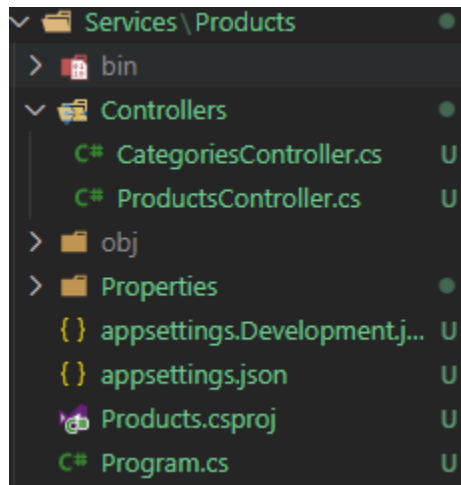 Services\Products
bin
Controllers
C# CategoriesController.cs U
C# ProductsController.cs U
obj
Properties
{} appsettings.Development.j... U
{} appsettings.json U
Products.csproj U
C# Program.cs U